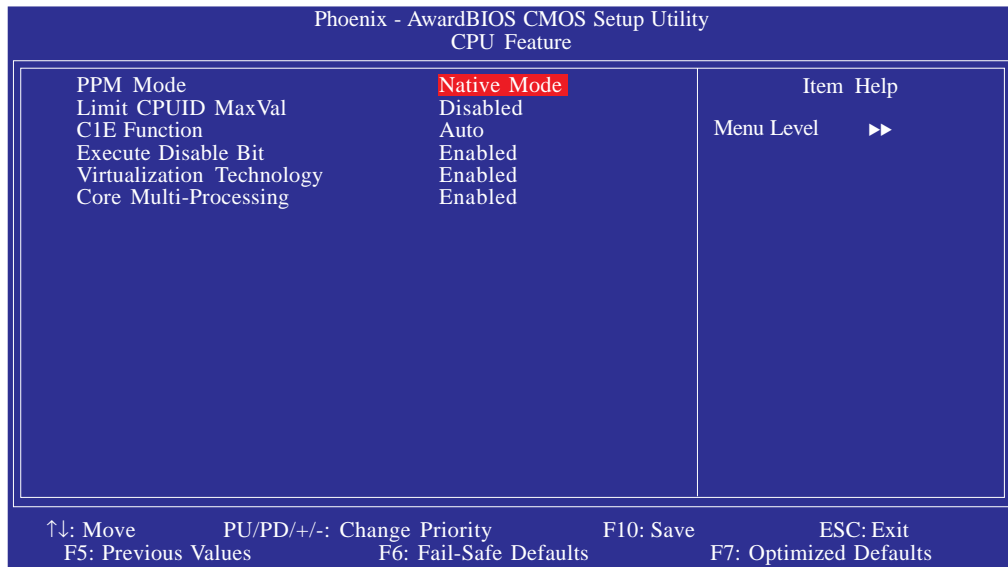 Phoenix - AwardBIOS CMOS Setup Utility
CPU Feature
PPM Mode Native Mode
Limit CPUID MaxVal Disabled
C1E Function Auto
Execute Disable Bit Enabled
Virtualization Technology Enabled
Core Multi-Processing Enabled
Item Help
Menu Level ▶▶
↑↓: Move PU/PD/+/-: Change Priority F10: Save ESC: Exit
F5: Previous Values F6: Fail-Safe Defaults F7: Optimized Defaults